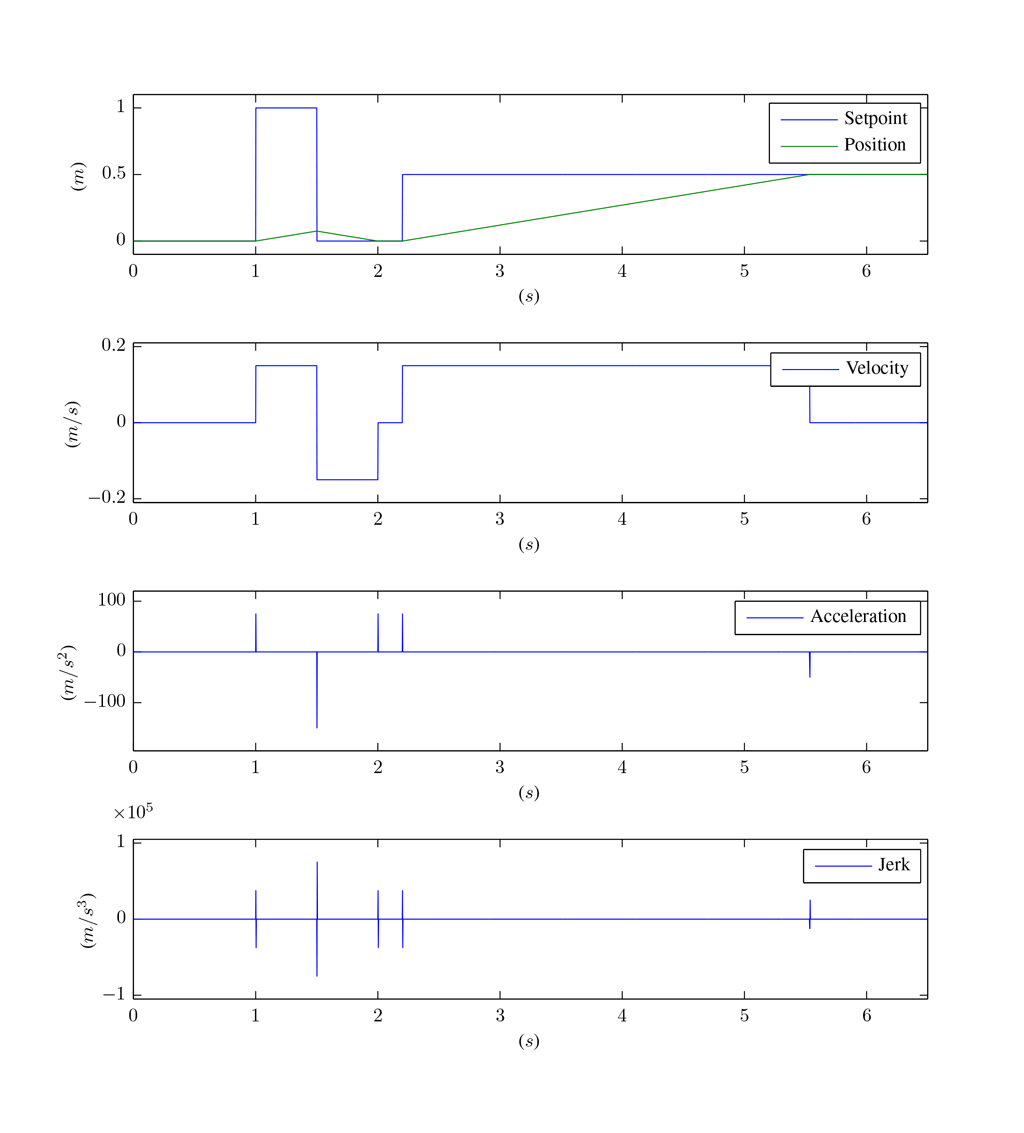 1
0.5
0
(m)
Setpoint
Position
0 1 2 3 4 5 6
(s)
0.2
0
−0.2
(m/s)
Velocity
0 1 2 3 4 5 6
(s)
100
0
−100
(m/s²)
Acceleration
0 1 2 3 4 5 6
(s)
×10⁵
1
0
−1
(m/s³)
Jerk
0 1 2 3 4 5 6
(s)